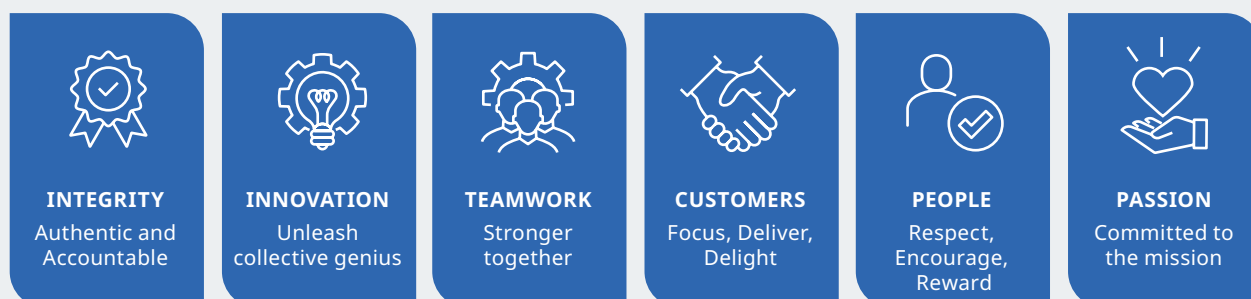 INTEGRITY
Authentic and
Accountable
INNOVATION
Unleash
collective genius
TEAMWORK
Stronger
together
CUSTOMERS
Focus, Deliver,
Delight
PEOPLE
Respect,
Encourage,
Reward
PASSION
Committed to
the mission